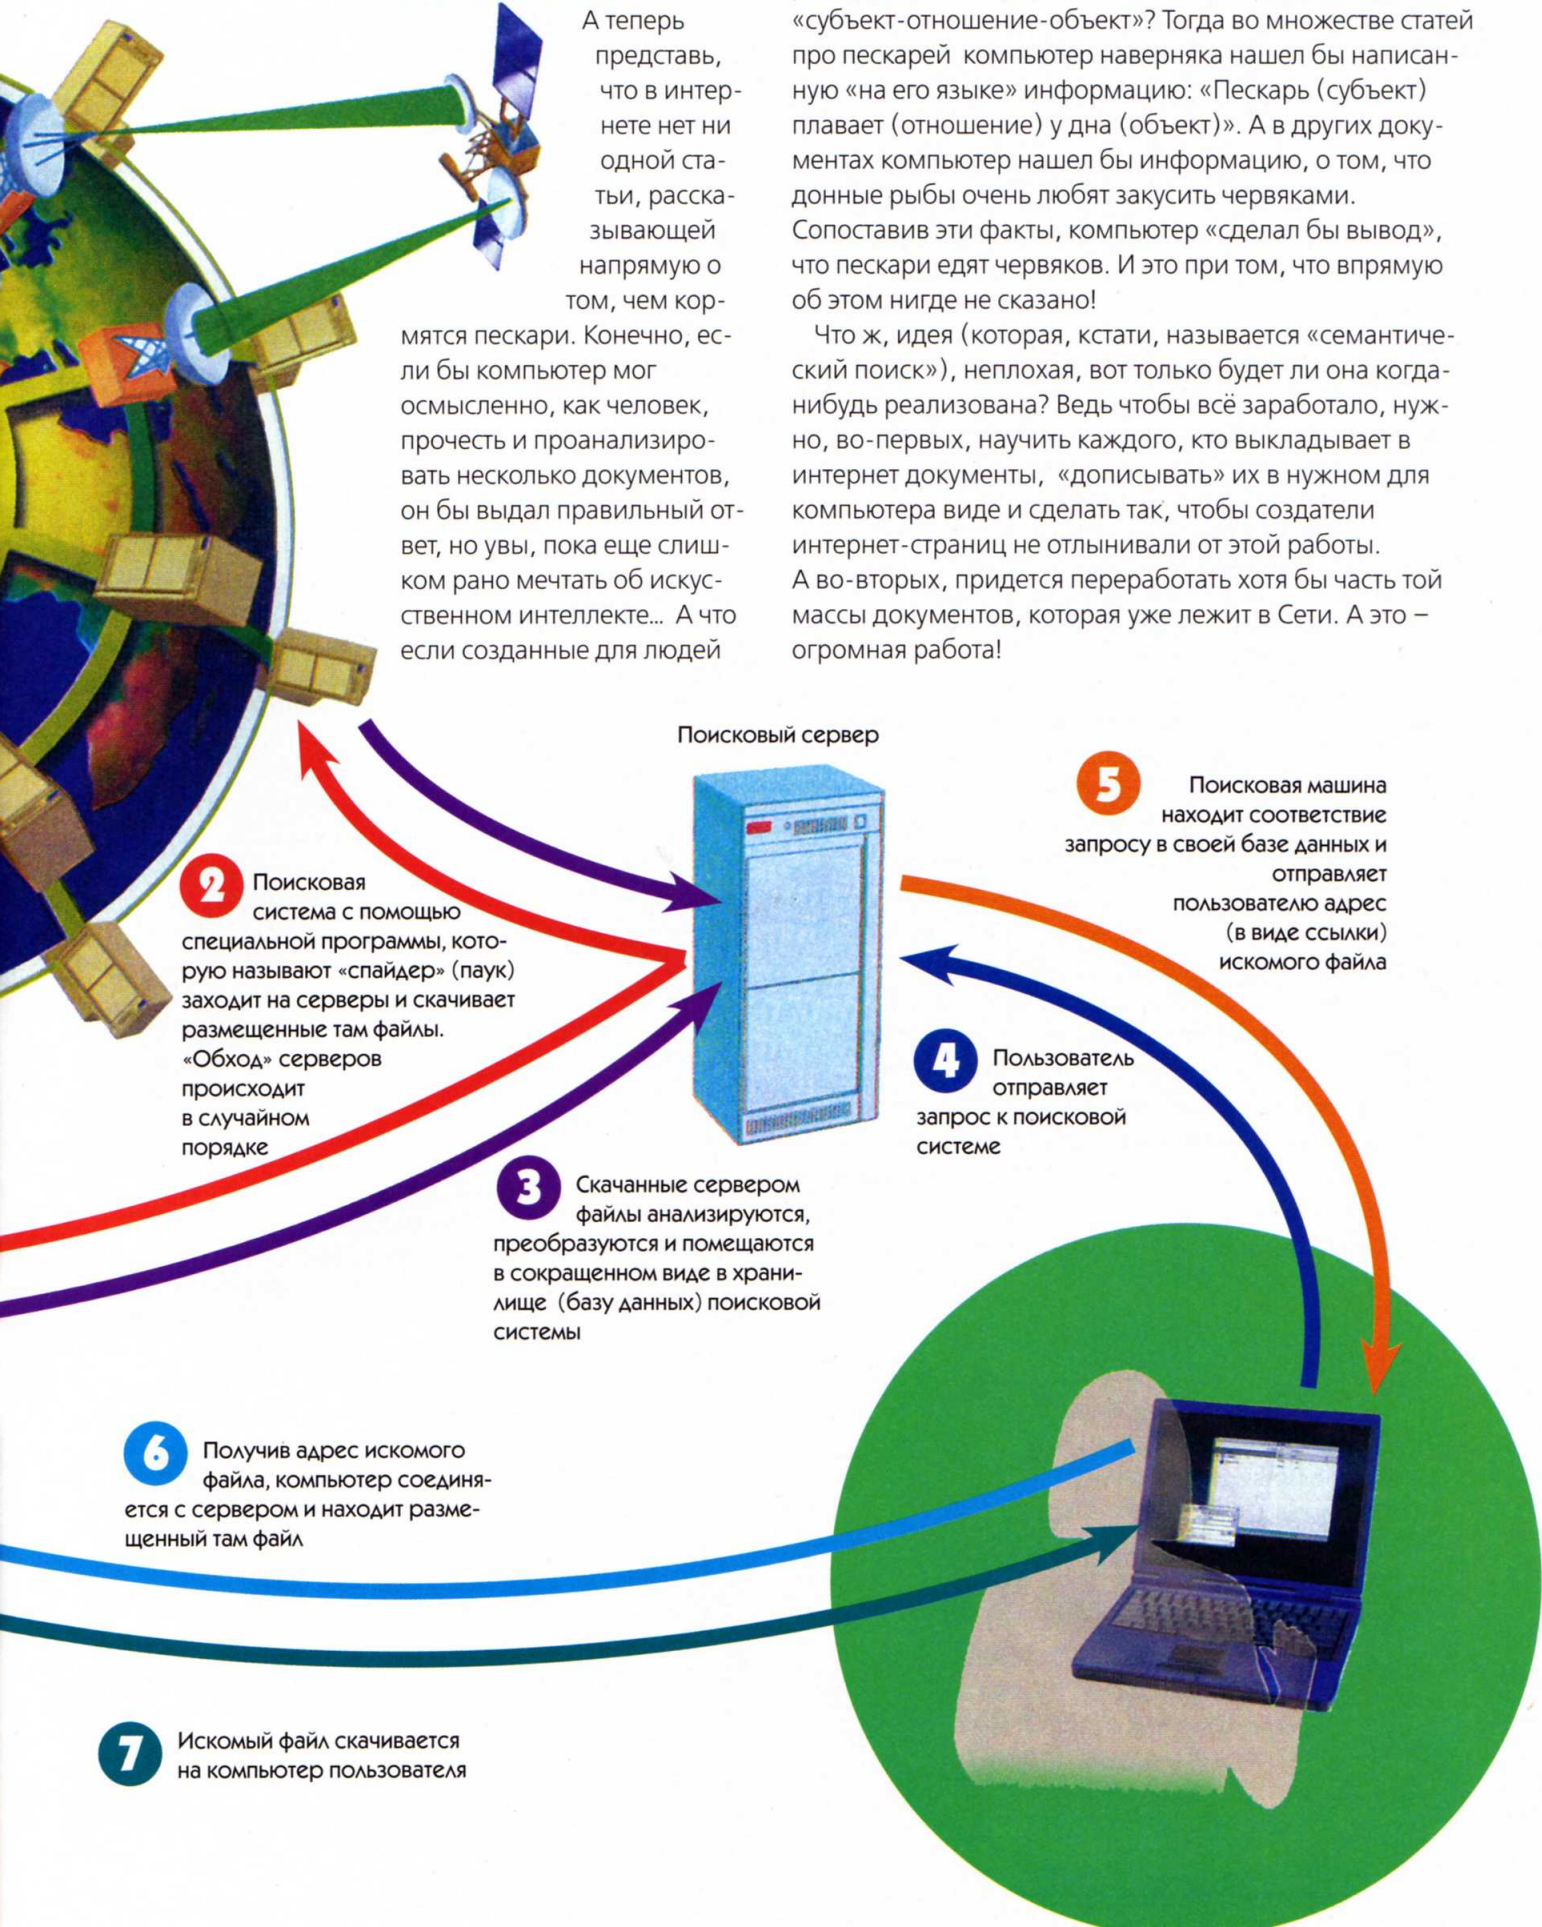 А теперь
представь,
что в интер-
нете нет ни
одной ста-
тьи, расска-
зывающей
напрямую о
том, чем кор-
мятся пескари. Конечно, ес-
ли бы компьютер мог
осмысленно, как человек,
прочесть и проанализиро-
вать несколько документов,
он бы выдал правильный от-
вет, но увы, пока еще слиш-
ком рано мечтать об искус-
ственном интеллекте... А что
если созданные для людей
«субъект-отношение-объект»? Тогда во множестве статей
про пескарей компьютер наверняка нашел бы написан-
ную «на его языке» информацию: «Пескарь (субъект)
плавает (отношение) у дна (объект)». А в других доку-
ментах компьютер нашел бы информацию, о том, что
донные рыбы очень любят закусить червяками.
Сопоставив эти факты, компьютер «сделал бы вывод»,
что пескари едят червяков. И это при том, что впрямую
об этом нигде не сказано!
Что ж, идея (которая, кстати, называется «семантиче-
ский поиск»), неплохая, вот только будет ли она когда-
нибудь реализована? Ведь чтобы всё заработало, нуж-
но, во-первых, научить каждого, кто выкладывает в
интернет документы, «дописывать» их в нужном для
компьютера виде и сделать так, чтобы создатели
интернет-страниц не отлынивали от этой работы.
А во-вторых, придется переработать хотя бы часть той
массы документов, которая уже лежит в Сети. А это –
огромная работа!
Поисковый сервер
2
Поисковая
система с помощью
специальной программы, кото-
рую называют «спайдер» (паук)
заходит на серверы и скачивает
размещенные там файлы.
«Обход» серверов
происходит
в случайном
порядке
3
Скачанные сервером
файлы анализируются,
преобразуются и помещаются
в сокращенном виде в храни-
лище (базу данных) поисковой
системы
4
Пользователь
отправляет
запрос к поисковой
системе
5
Поисковая машина
находит соответствие
запросу в своей базе данных и
отправляет
пользователю адрес
(в виде ссылки)
искомого файла
6
Получив адрес искомого
файла, компьютер соединя-
ется с сервером и находит разме-
щенный там файл
7
Искомый файл скачивается
на компьютер пользователя